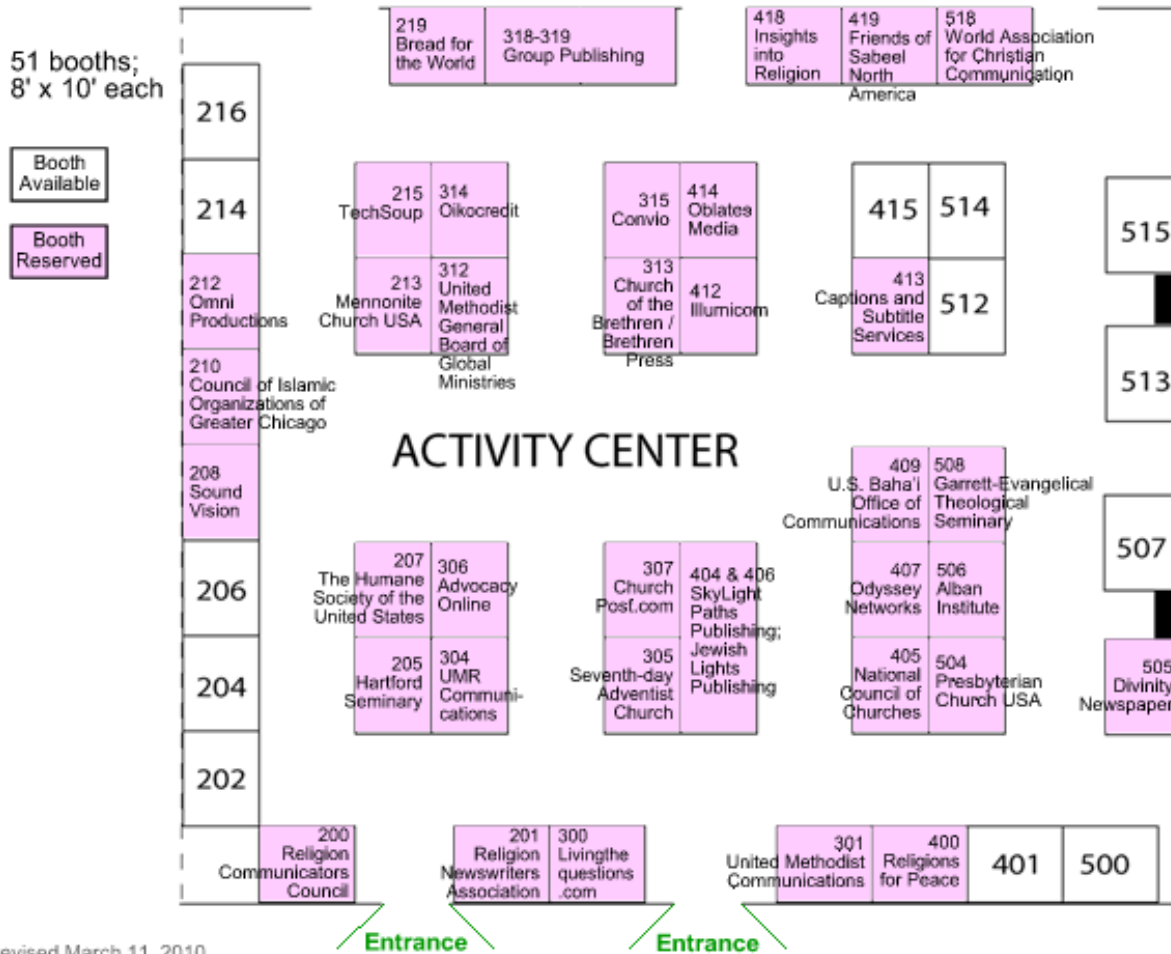 51 booths;
8' x 10' each
Booth
Available
Booth
Reserved
219
Bread for
the World
318-319
Group Publishing
418
Insights
into
Religion
419
Friends of
Sabeel
North
America
518
World Association
for Christian
Communication
216
214
212
Omni
Productions
210
Council of Islamic
Organizations of
Greater Chicago
208
Sound
Vision
206
204
202
215
TechSoup
314
Oikocredit
213
Mennonite
Church USA
312
United
Methodist
General
Board of
Global
Ministries
315
Convio
414
Oblates
Media
313
Church
of the
Brethren /
Brethren
Press
412
Illumicom
415
514
413
Captions and
Subtitle
Services
512
515
513
ACTIVITY CENTER
409
U.S. Baha'i
Office of
Communications
508
Garrett-Evangelical
Theological
Seminary
507
207
The Humane
Society of the
United States
306
Advocacy
Online
307
Church
Post.com
404 & 406
SkyLight
Paths
Publishing;
Jewish
Lights
Publishing
407
Odyssey
Networks
506
Alban
Institute
205
Hartford
Seminary
304
UMR
Communi-
cations
305
Seventh-day
Adventist
Church
405
National
Council of
Churches
504
Presbyterian
Church USA
505
Divinity
Newspaper
200
Religion
Communicators
Council
201
Religion
Newswriters
Association
300
Livingthe
questions
.com
301
United Methodist
Communications
400
Religions
for Peace
401
500
Entrance
Entrance
evised March 11, 2010